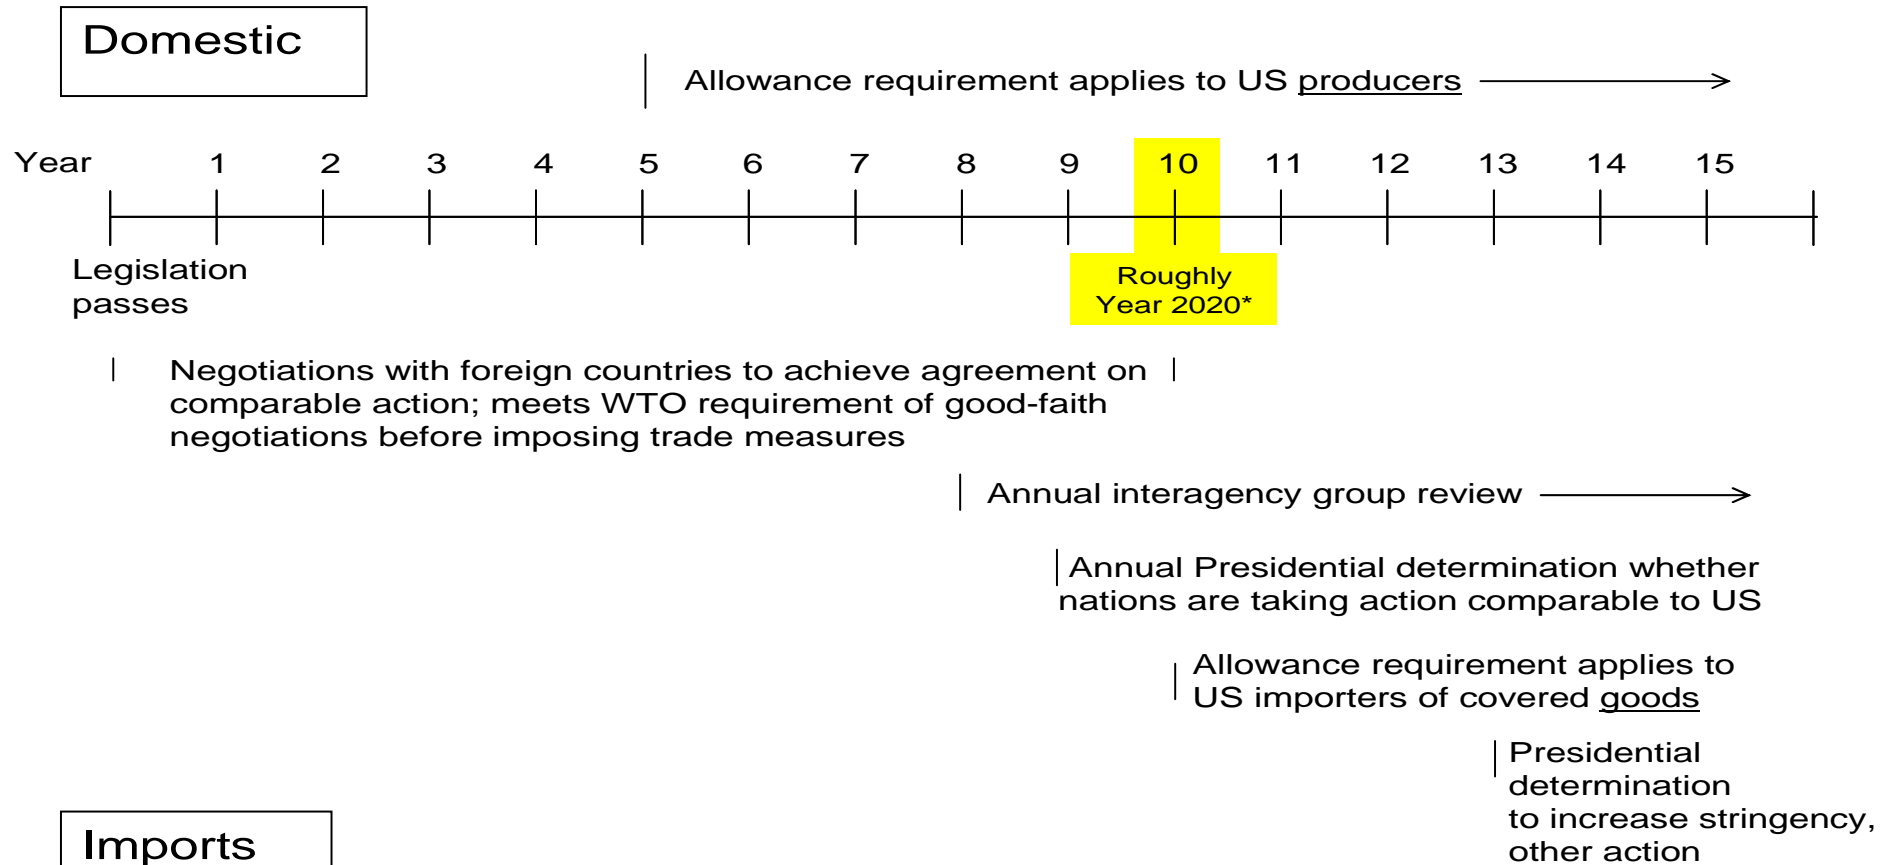 Domestic
Allowance requirement applies to US producers
Year 1 2 3 4 5 6 7 8 9 10 11 12 13 14 15
Legislation
passes
Roughly
Year 2020*
Negotiations with foreign countries to achieve agreement on
comparable action; meets WTO requirement of good-faith
negotiations before imposing trade measures
Annual interagency group review
Annual Presidential determination whether
nations are taking action comparable to US
Allowance requirement applies to
US importers of covered goods
Presidential
determination
to increase stringency,
other action
Imports